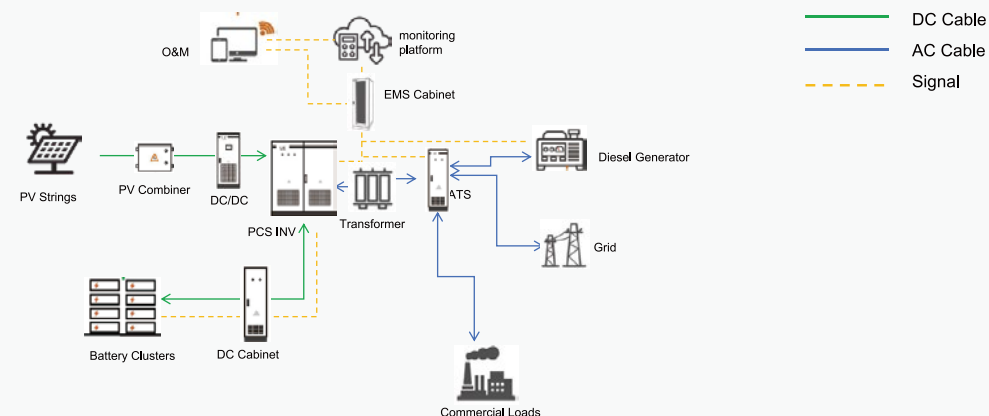 DC Cable
AC Cable
Signal
O&M
monitoring
platform
EMS Cabinet
PV Strings
PV Combiner
DC/DC
PCS INV
Transformer
ATS
Diesel Generator
Grid
Battery Clusters
DC Cabinet
Commercial Loads